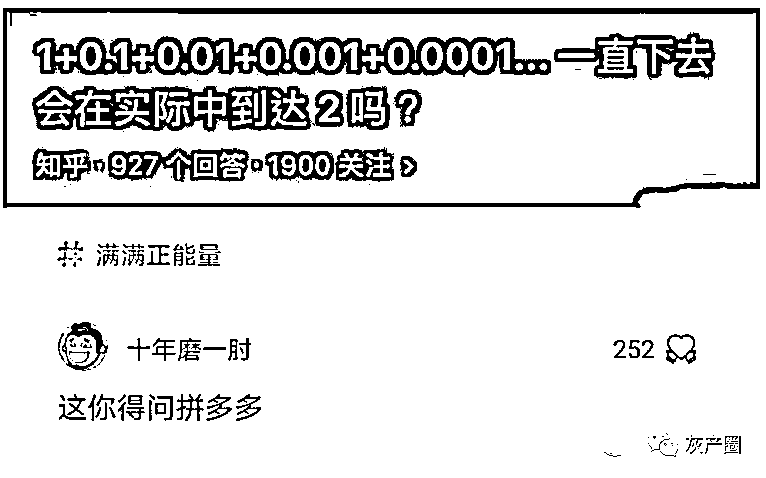 1+0.1+0.01+0.001+0.0001... 一直下去
会在实际中到达 2 吗？
知乎 · 927 个回答 · 1900 关注 >
# 满满正能量
十年磨一肘 252
这你得问拼多多
灰产圈